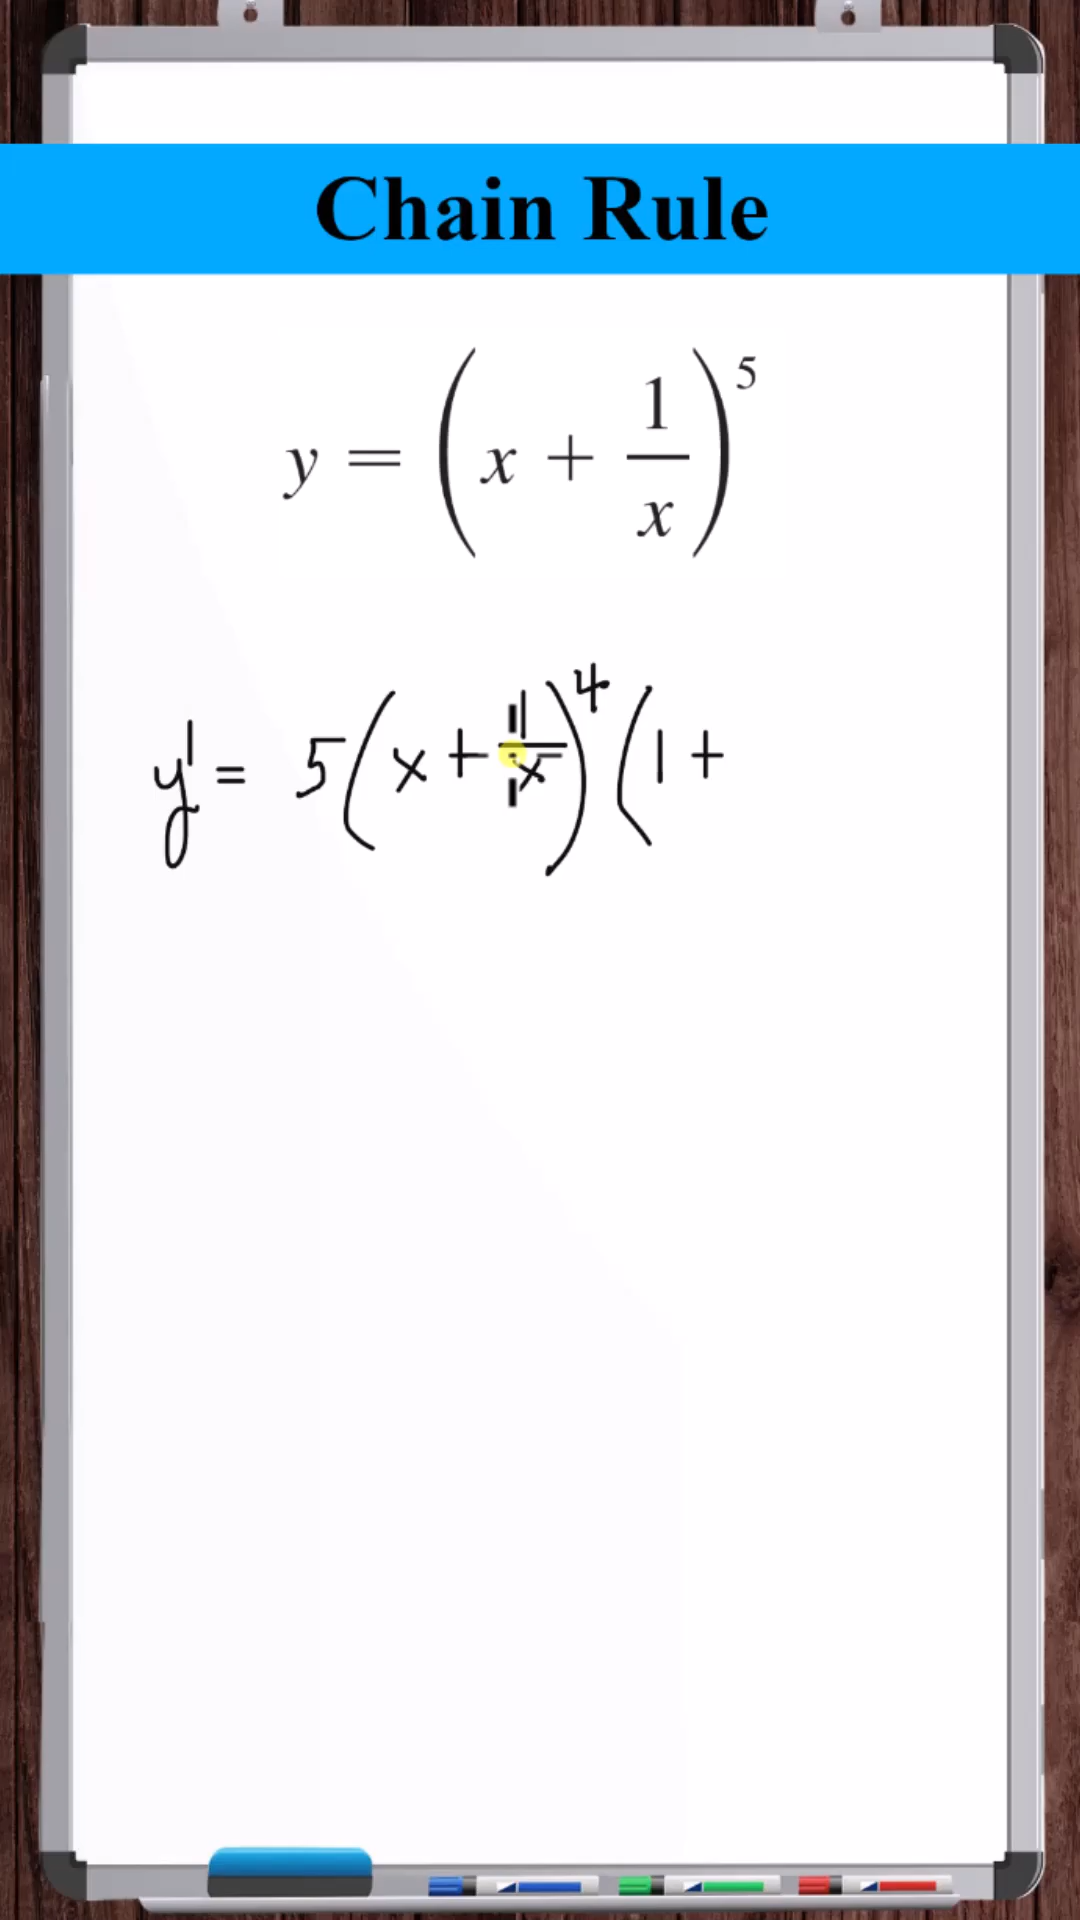 Chain Rule
y = (x + 1/x)^5
y' = 5(x + 1/x)^4 (1 +